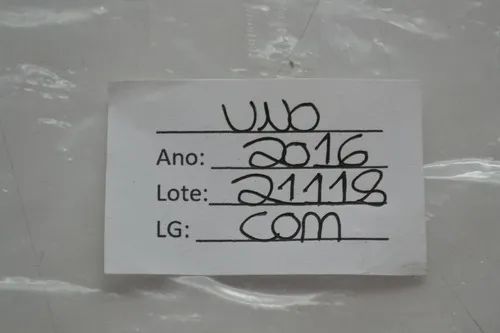 UNO
Ano: 2016
Lote: 21118
LG: COM